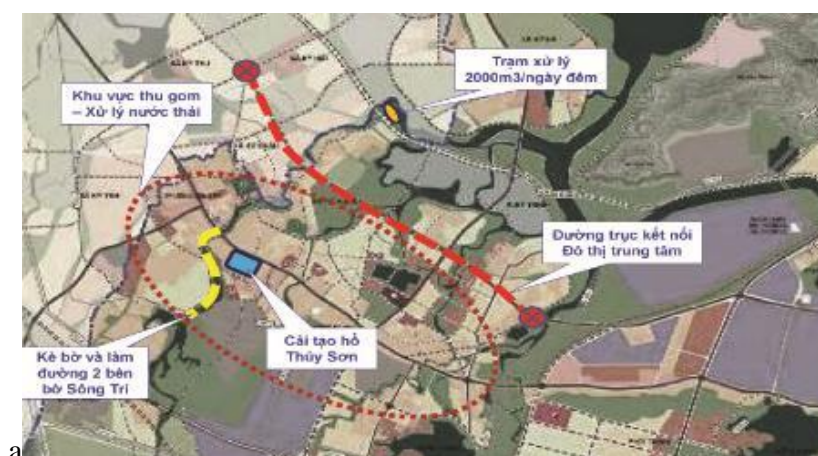 Trạm xử lý
2000m3/ngày đêm
Khu vực thu gom
– Xử lý nước thải
Đường trục kết nối
Đô thị trung tâm
Cải tạo hồ
Thủy Sơn
Kè bờ và làm
đường 2 bên
bờ Sông Trí
a